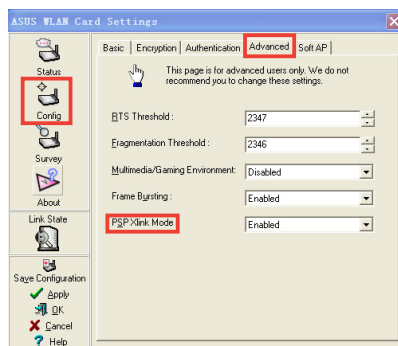 ASUS WLAN Card Settings
Status
Config
Survey
About
Link State
Save Configuration
Apply
OK
Cancel
Help
Basic Encryption Authentication Advanced Soft AP
This page is for advanced users only. We do not
recommend you to change these settings.
RTS Threshold : 2347
Fragmentation Threshold : 2346
Multimedia/Gaming Environment: Disabled
Frame Bursting : Enabled
PSP Xlink Mode Enabled